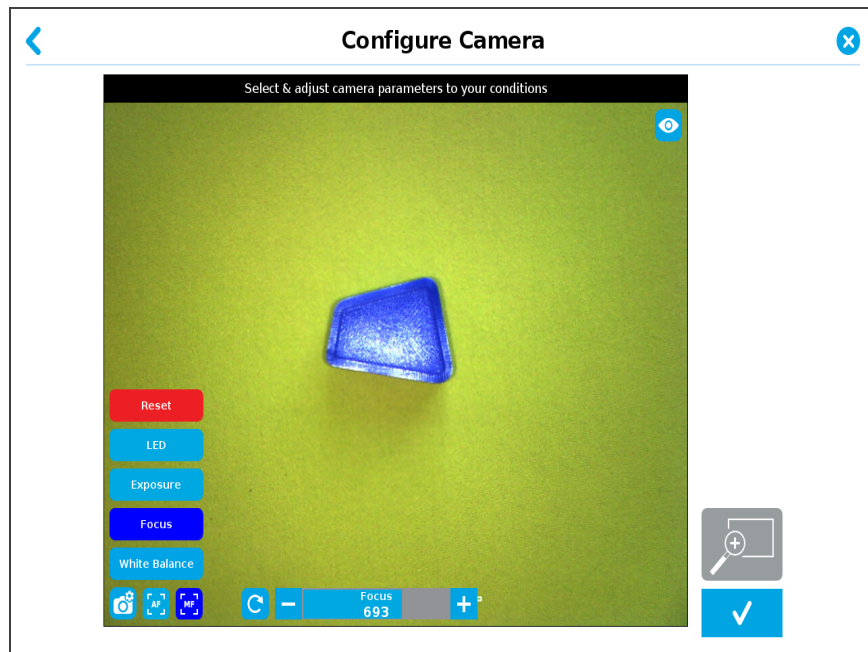 Configure Camera
Select & adjust camera parameters to your conditions
Reset
LED
Exposure
Focus
White Balance
AF
MF
Focus
693